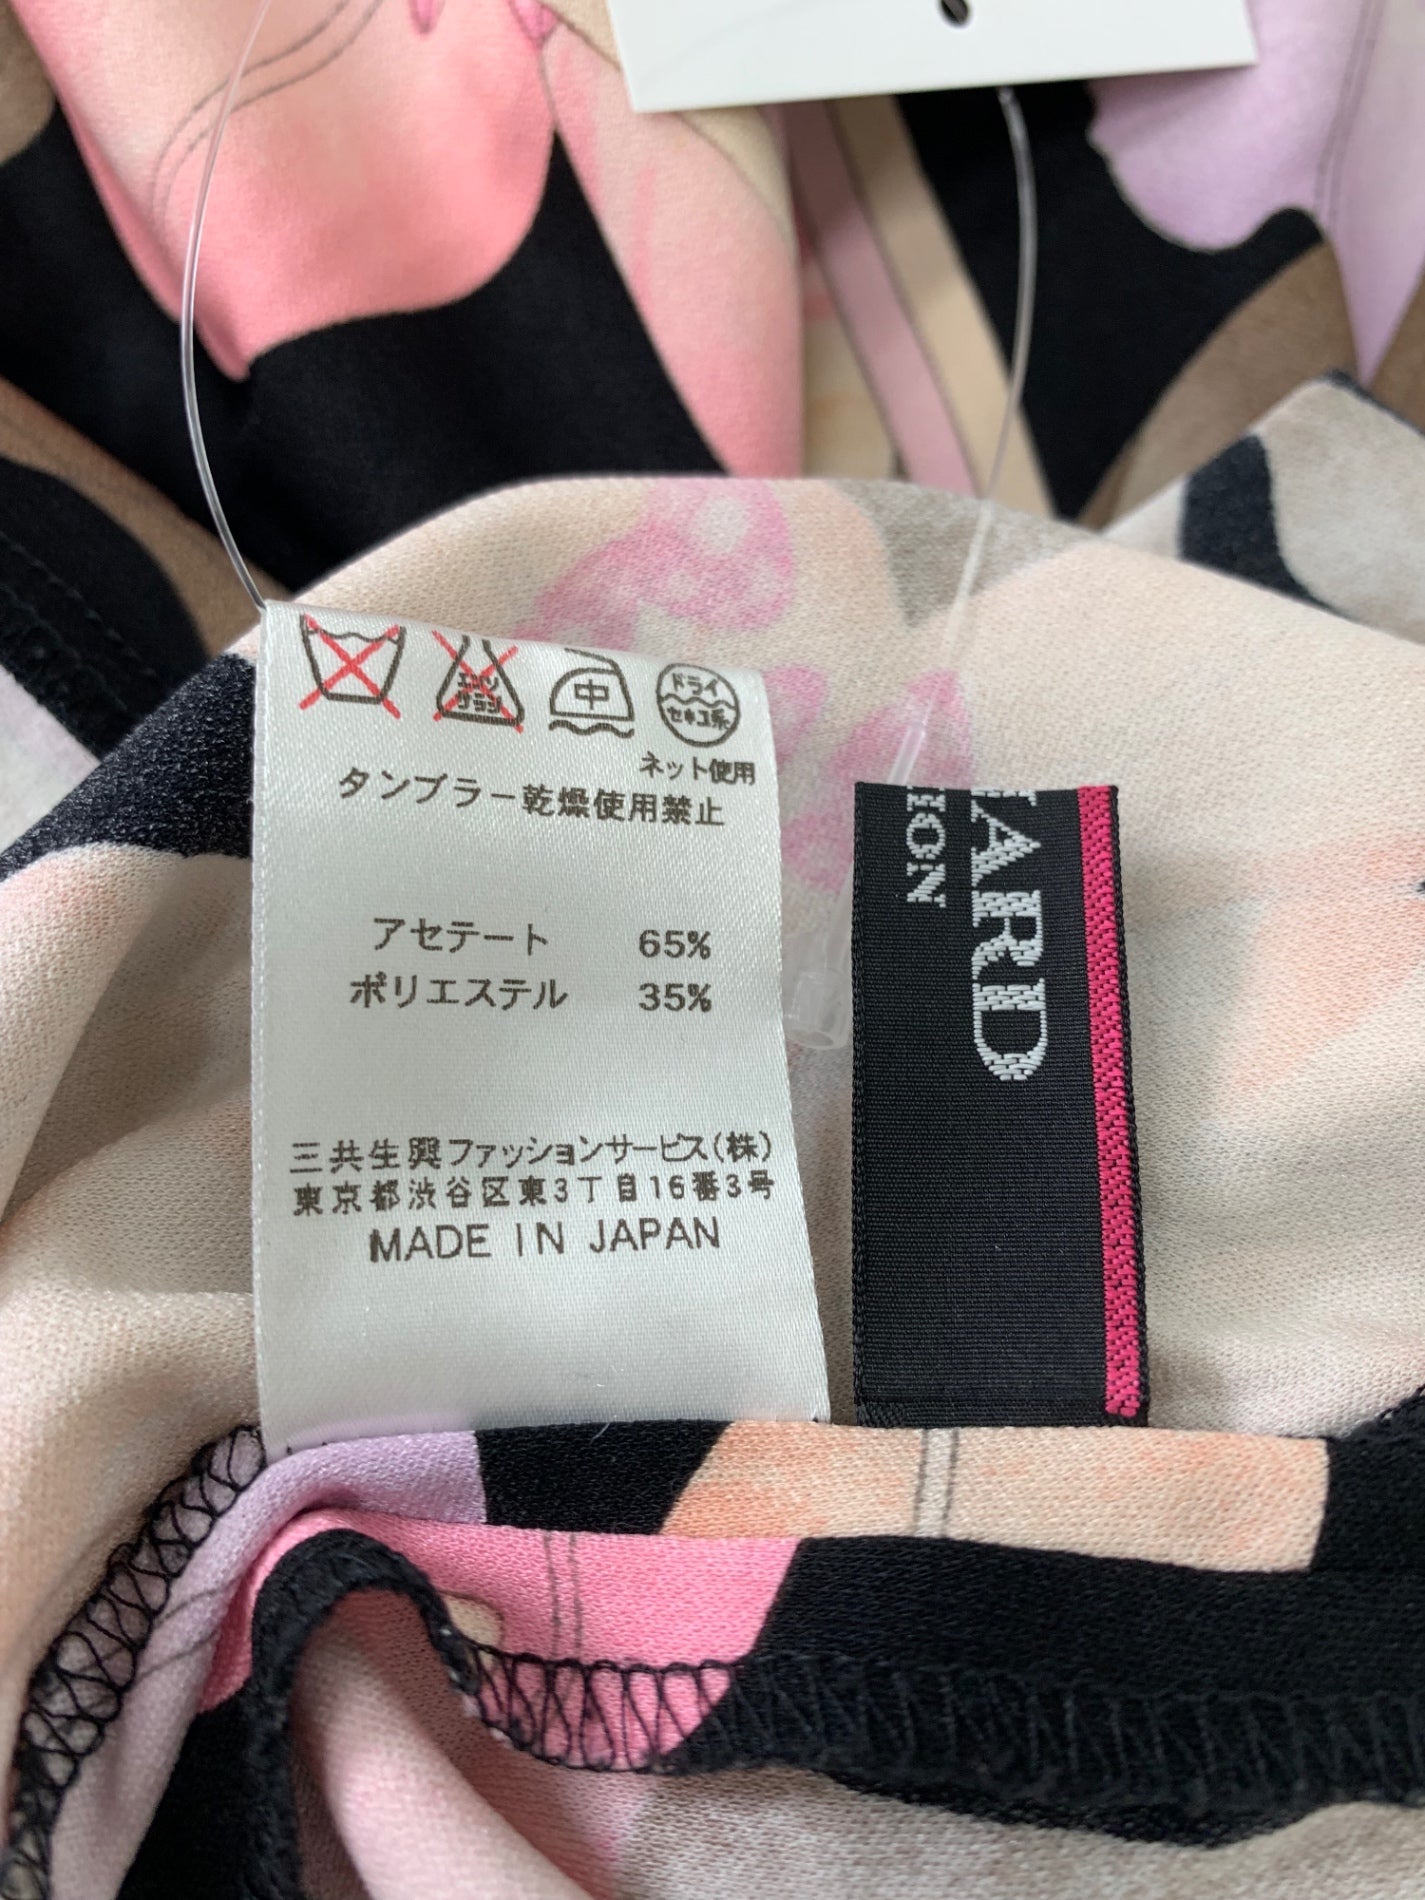 エンソ
サラシ
中
ドライ
セキユ系
ネット使用
タンブラー乾燥使用禁止
アセテート 65%
ポリエステル 35%
三共生興ファッションサービス(株)
東京都渋谷区東3丁目16番3号
MADE IN JAPAN
ARD
ION